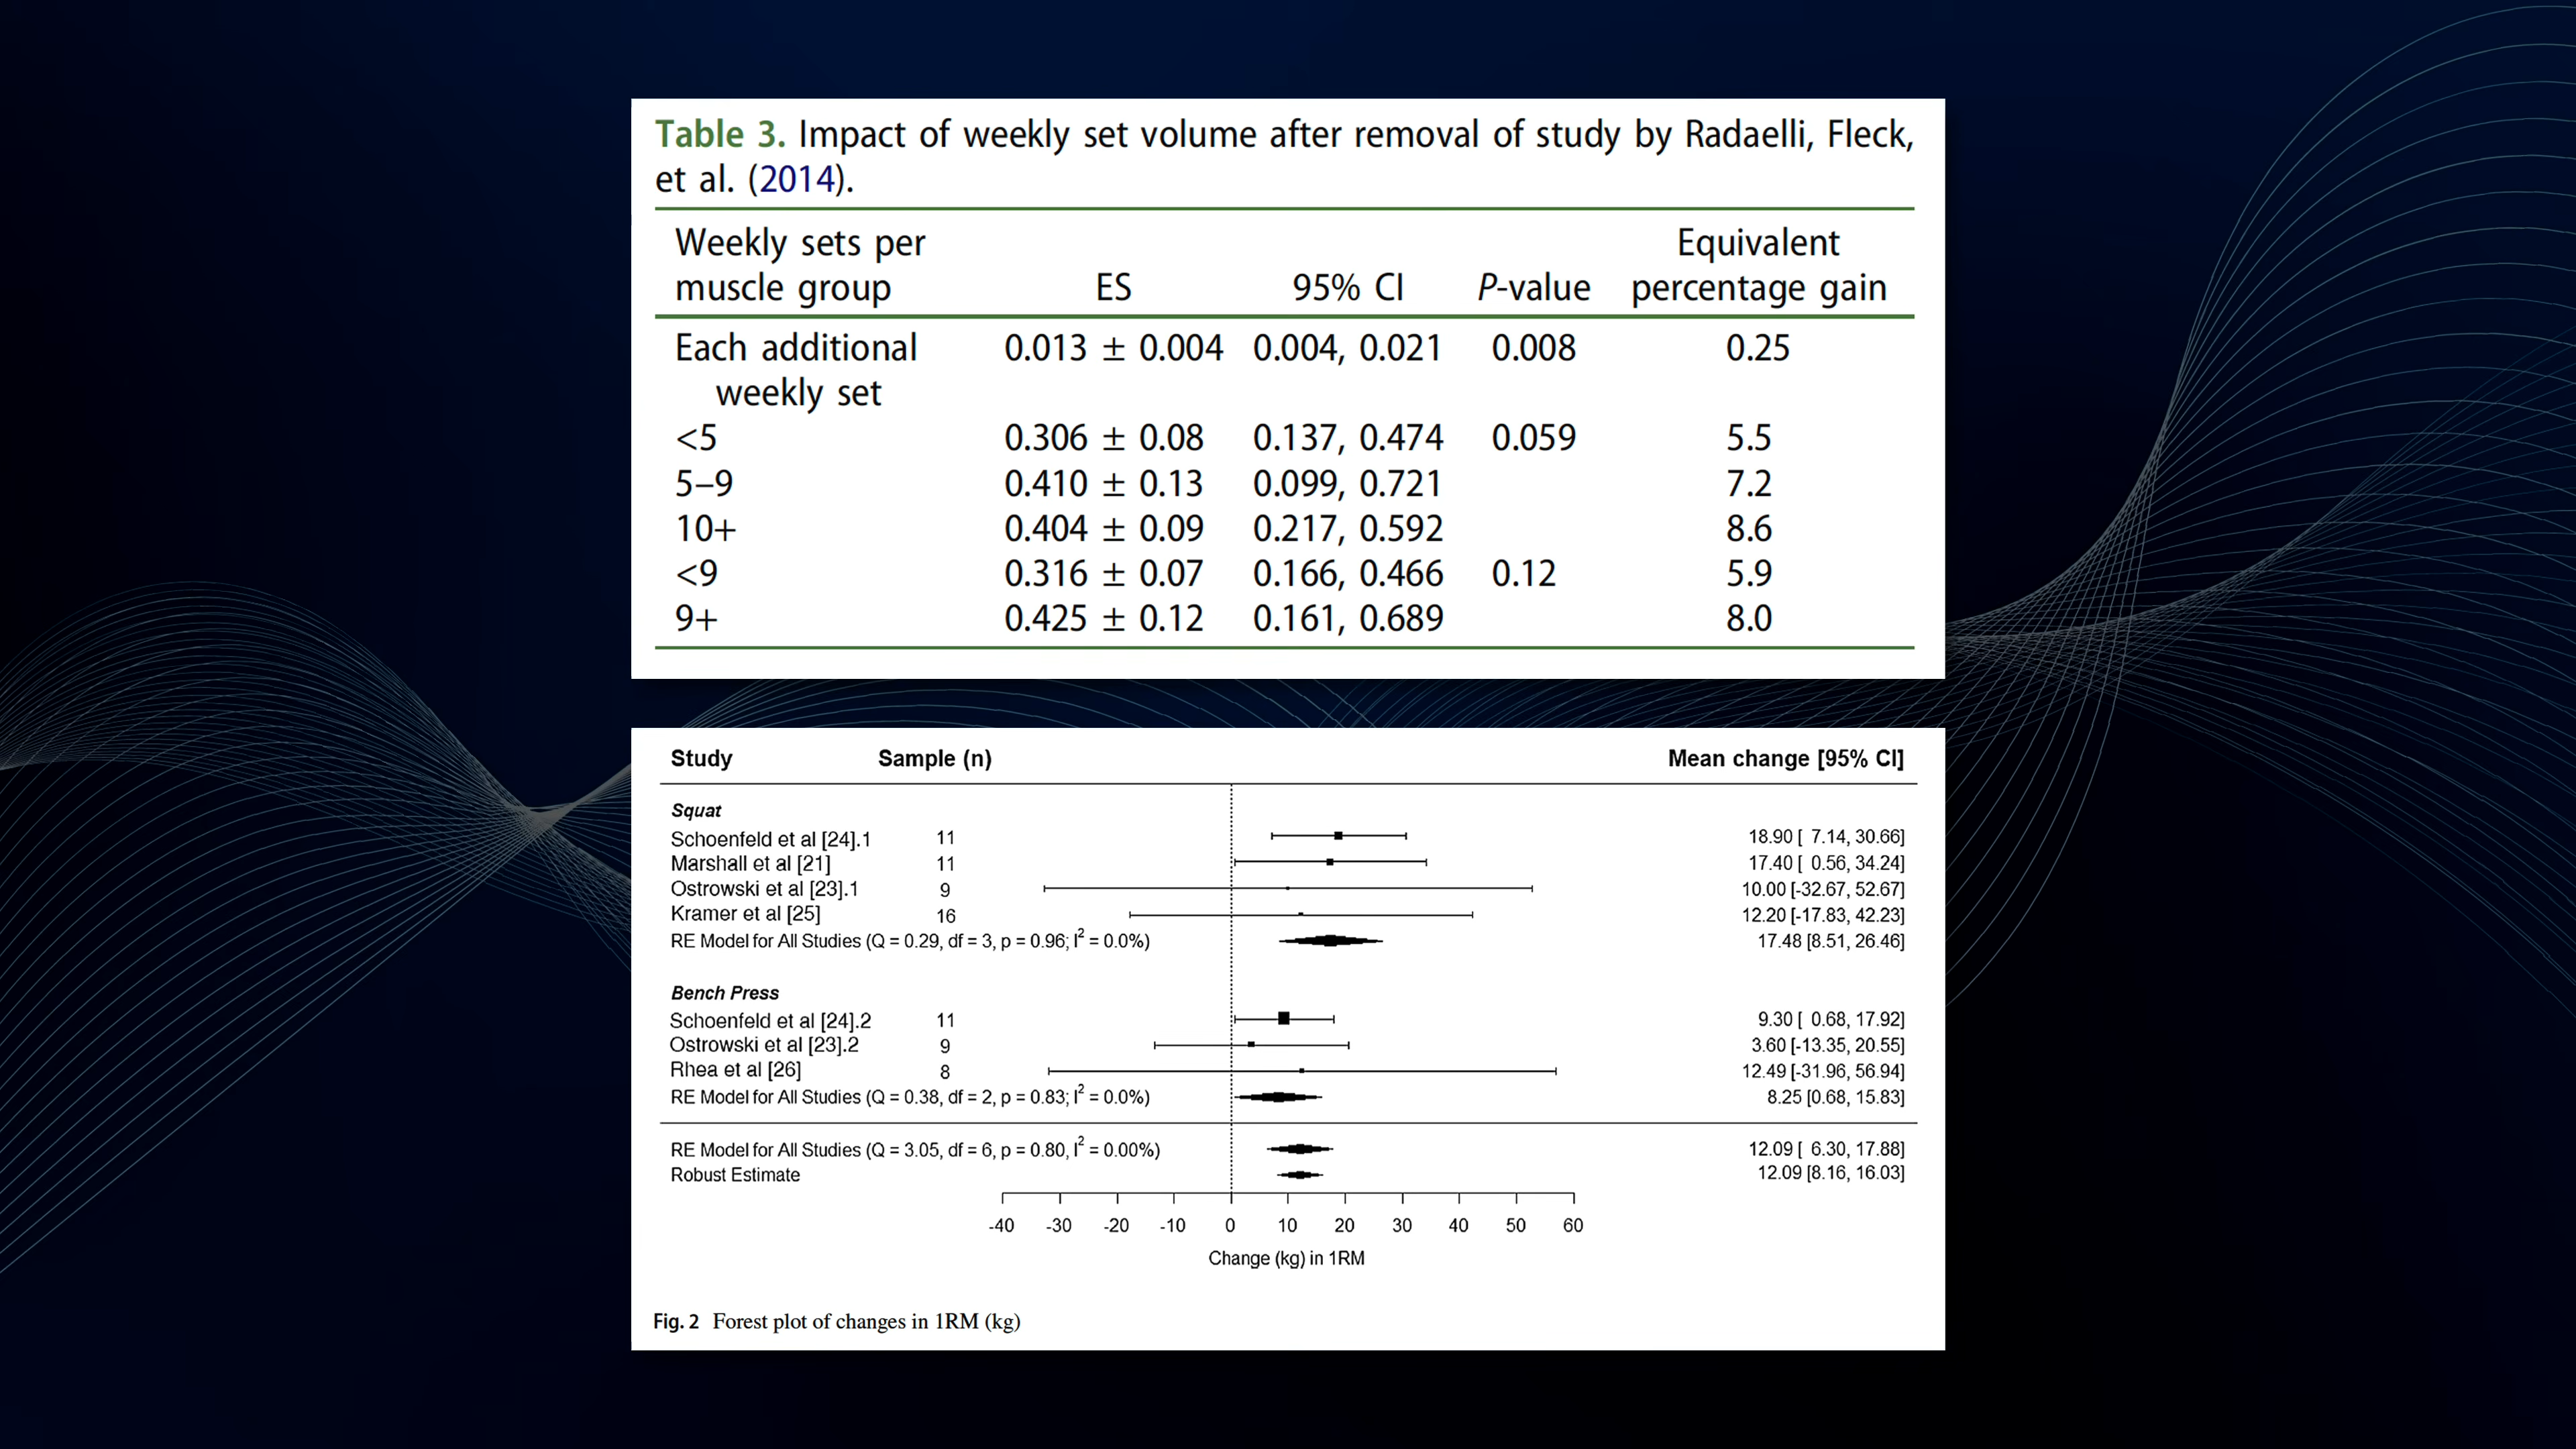 Table 3. Impact of weekly set volume after removal of study by Radaelli, Fleck,
et al. (2014).
Weekly sets per muscle group ES 95% CI P-value Equivalent percentage gain
Each additional weekly set 0.013 ± 0.004 0.004, 0.021 0.008 0.25
<5 0.306 ± 0.08 0.137, 0.474 0.059 5.5
5–9 0.410 ± 0.13 0.099, 0.721 7.2
10+ 0.404 ± 0.09 0.217, 0.592 8.6
<9 0.316 ± 0.07 0.166, 0.466 0.12 5.9
9+ 0.425 ± 0.12 0.161, 0.689 8.0
Study Sample (n) Mean change [95% CI]
Squat
Schoenfeld et al [24].1 11 18.90 [ 7.14, 30.66]
Marshall et al [21] 11 17.40 [ 0.56, 34.24]
Ostrowski et al [23].1 9 10.00 [-32.67, 52.67]
Kramer et al [25] 16 12.20 [-17.83, 42.23]
RE Model for All Studies (Q = 0.29, df = 3, p = 0.96; I² = 0.0%) 17.48 [8.51, 26.46]
Bench Press
Schoenfeld et al [24].2 11 9.30 [ 0.68, 17.92]
Ostrowski et al [23].2 9 3.60 [-13.35, 20.55]
Rhea et al [26] 8 12.49 [-31.96, 56.94]
RE Model for All Studies (Q = 0.38, df = 2, p = 0.83; I² = 0.0%) 8.25 [0.68, 15.83]
RE Model for All Studies (Q = 3.05, df = 6, p = 0.80, I² = 0.00%) 12.09 [ 6.30, 17.88]
Robust Estimate 12.09 [8.16, 16.03]
-40 -30 -20 -10 0 10 20 30 40 50 60
Change (kg) in 1RM
Fig. 2 Forest plot of changes in 1RM (kg)